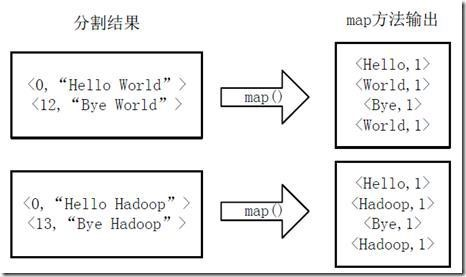 分割结果
map方法输出
<0, “Hello World” >
<12, “Bye World” >
map()
<Hello, 1>
<World, 1>
<Bye, 1>
<World, 1>
<0, “Hello Hadoop” >
<13, “Bye Hadoop” >
map()
<Hello, 1>
<Hadoop, 1>
<Bye, 1>
<Hadoop, 1>